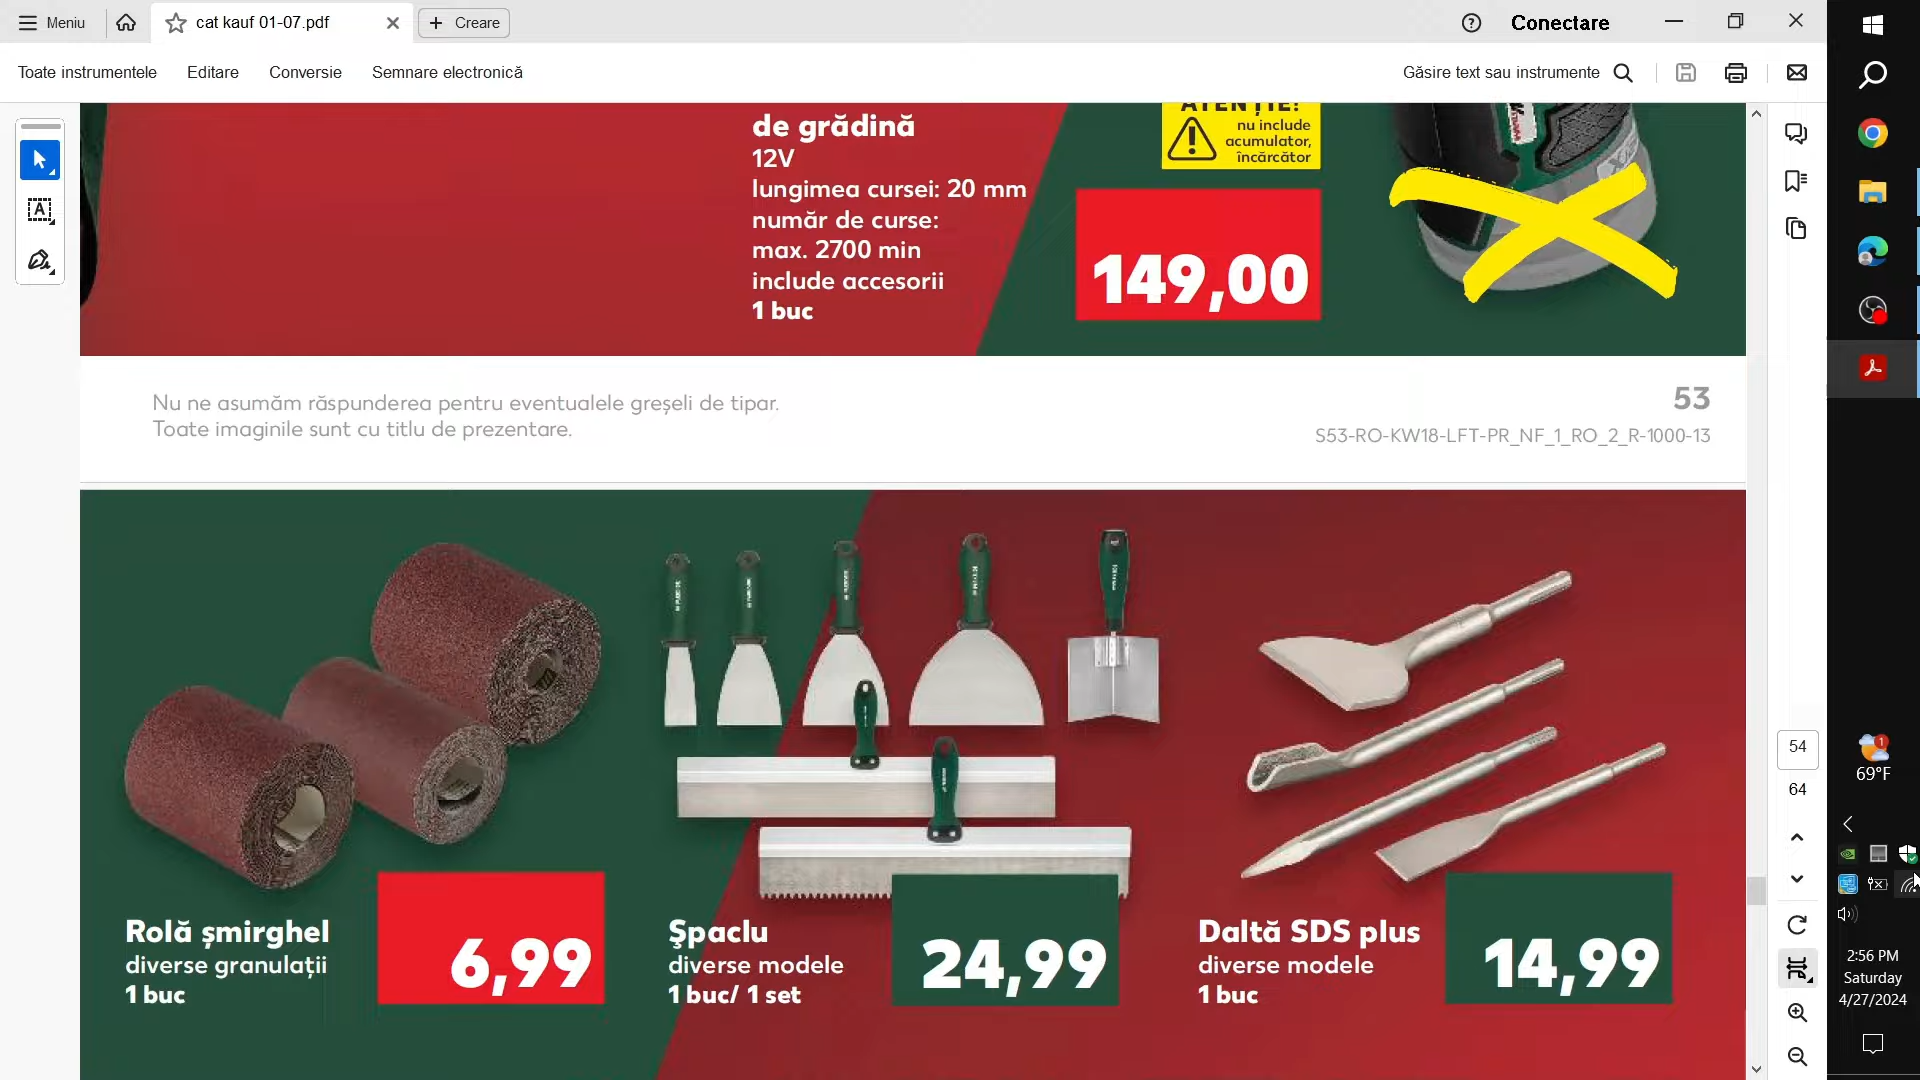 Meniu
cat kauf 01-07.pdf
Creare
Conectare
Toate instrumentele
Editare
Conversie
Semnare electronică
Găsire text sau instrumente
de grădină
12V
lungimea cursei: 20 mm
număr de curse:
max. 2700 min
include accesorii
1 buc
ATENȚIE!
nu include
acumulator,
încărcător
149,00
Nu ne asumăm răspunderea pentru eventualele greșeli de tipar.
Toate imaginile sunt cu titlu de prezentare.
53
S53-RO-KW18-LFT-PR_NF_1_RO_2_R-1000-13
Rolă șmirghel
diverse granulații
1 buc
6,99
Șpaclu
diverse modele
1 buc/ 1 set
24,99
Daltă SDS plus
diverse modele
1 buc
14,99
54
64
1
69°F
2:56 PM
Saturday
4/27/2024